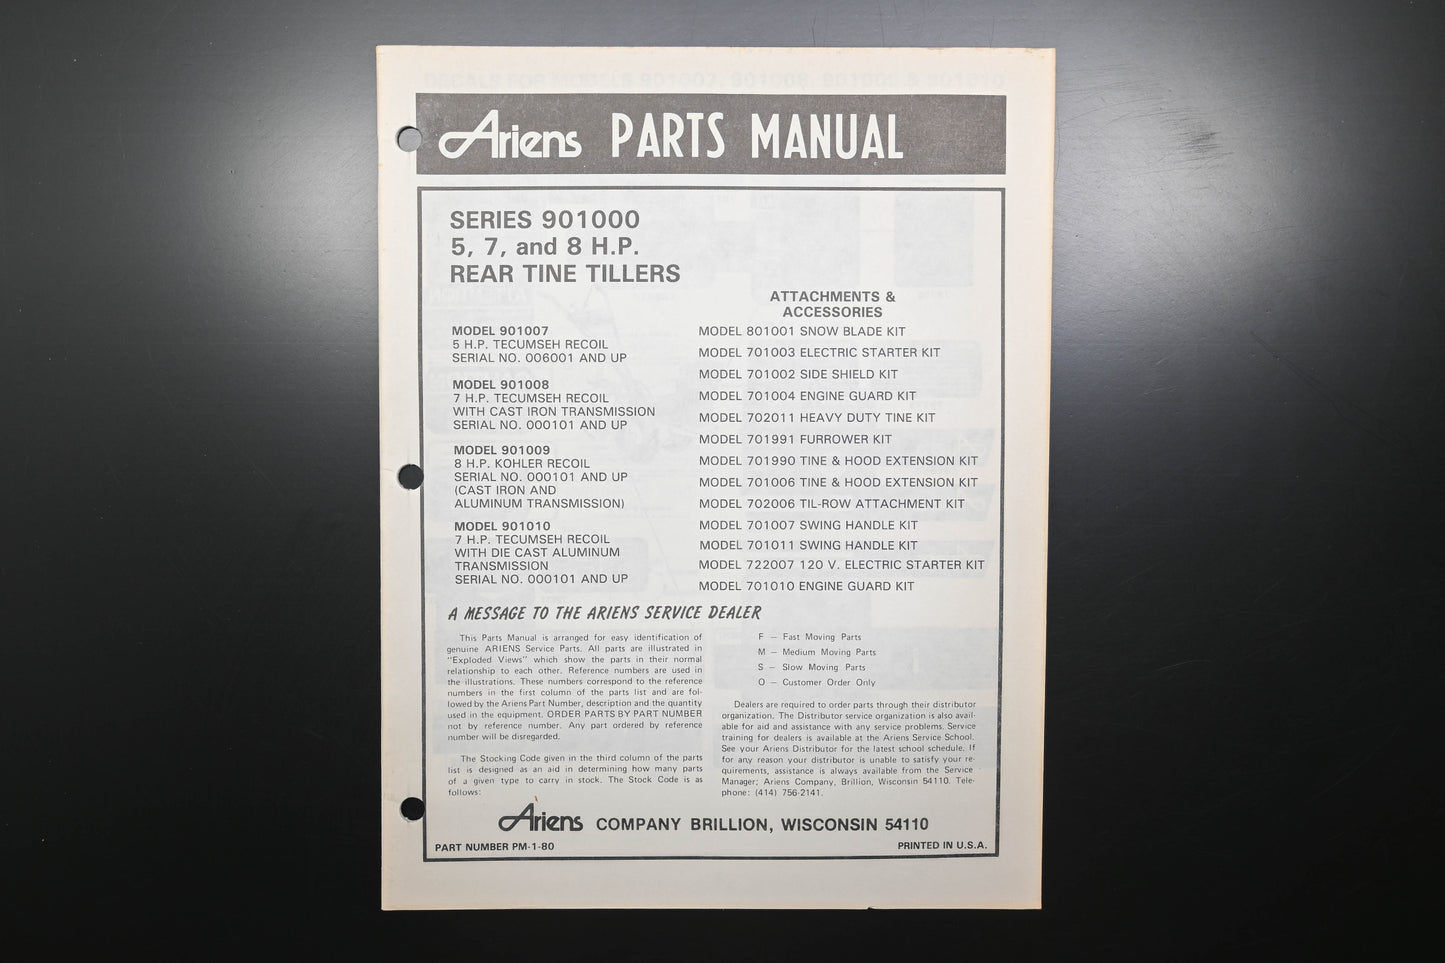 Ariens PARTS MANUAL
SERIES 901000
5, 7, and 8 H.P.
REAR TINE TILLERS
MODEL 901007
5 H.P. TECUMSEH RECOIL
SERIAL NO. 006001 AND UP
MODEL 901008
7 H.P. TECUMSEH RECOIL
WITH CAST IRON TRANSMISSION
SERIAL NO. 000101 AND UP
MODEL 901009
8 H.P. KOHLER RECOIL
SERIAL NO. 000101 AND UP
(CAST IRON AND
ALUMINUM TRANSMISSION)
MODEL 901010
7 H.P. TECUMSEH RECOIL
WITH DIE CAST ALUMINUM
TRANSMISSION
SERIAL NO. 000101 AND UP
ATTACHMENTS &
ACCESSORIES
MODEL 801001 SNOW BLADE KIT
MODEL 701003 ELECTRIC STARTER KIT
MODEL 701002 SIDE SHIELD KIT
MODEL 701004 ENGINE GUARD KIT
MODEL 702011 HEAVY DUTY TINE KIT
MODEL 701991 FURROWER KIT
MODEL 701990 TINE & HOOD EXTENSION KIT
MODEL 701006 TINE & HOOD EXTENSION KIT
MODEL 702006 TIL-ROW ATTACHMENT KIT
MODEL 701007 SWING HANDLE KIT
MODEL 701011 SWING HANDLE KIT
MODEL 722007 120 V. ELECTRIC STARTER KIT
MODEL 701010 ENGINE GUARD KIT
A MESSAGE TO THE ARIENS SERVICE DEALER
This Parts Manual is arranged for easy identification of
genuine ARIENS Service Parts. All parts are illustrated in
"Exploded Views" which show the parts in their normal
relationship to each other. Reference numbers are used in
the illustrations. These numbers correspond to the reference
numbers in the first column of the parts list and are fol-
lowed by the Ariens Part Number, description and the quantity
used in the equipment. ORDER PARTS BY PART NUMBER
not by reference number. Any part ordered by reference
number will be disregarded.
The Stocking Code given in the third column of the parts
list is designed as an aid in determining how many parts
of a given type to carry in stock. The Stock Code is as
follows:
F – Fast Moving Parts
M – Medium Moving Parts
S – Slow Moving Parts
O – Customer Order Only
Dealers are required to order parts through their distributor
organization. The Distributor service organization is also avail-
able for aid and assistance with any service problems. Service
training for dealers is available at the Ariens Service School.
See your Ariens Distributor for the latest school schedule. If
for any reason your distributor is unable to satisfy your re-
quirements, assistance is always available from the Service
Manager; Ariens Company, Brillion, Wisconsin 54110. Tele-
phone: (414) 756-2141.
Ariens COMPANY BRILLION, WISCONSIN 54110
PART NUMBER PM-1-80
PRINTED IN U.S.A.